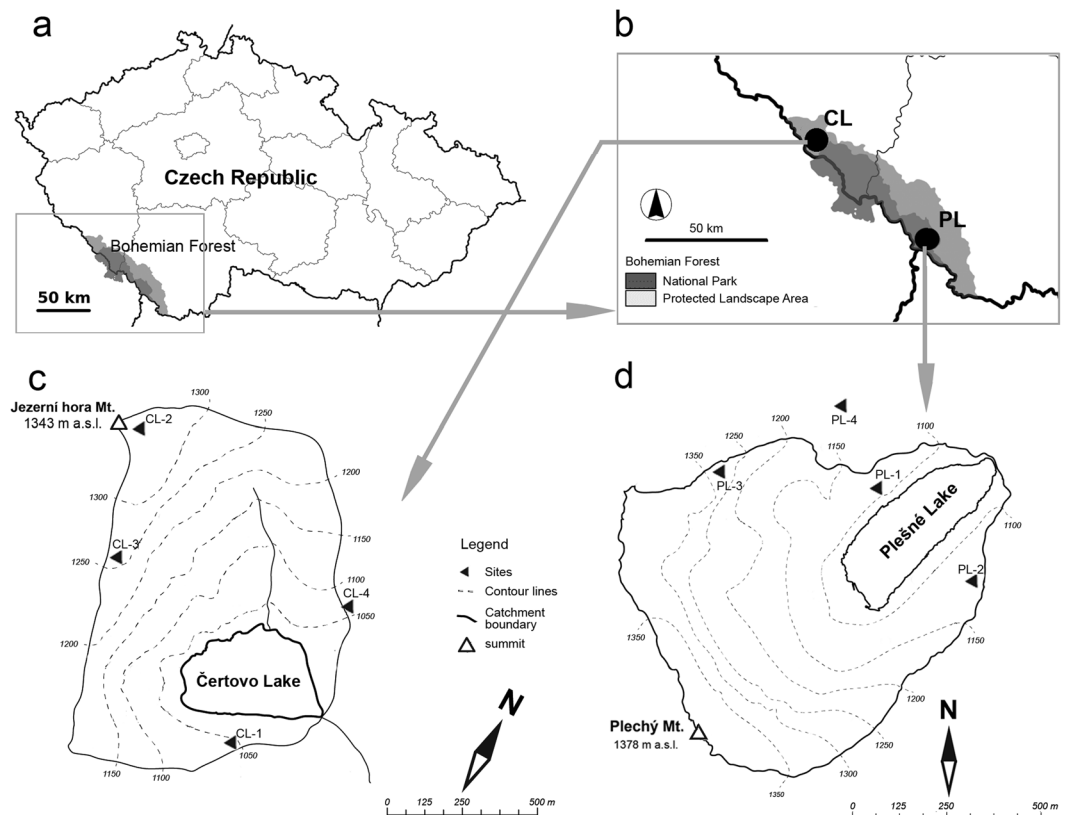 a
Czech Republic
Bohemian Forest
50 km
b
CL
PL
50 km
Bohemian Forest
National Park
Protected Landscape Area
c
Jezerní hora Mt.
1343 m a.s.l.
CL-2
1300
1250
1200
1300
CL-3
1250
1150
1100
CL-4
1050
1200
Čertovo Lake
CL-1
1050
1150
1100
Legend
Sites
Contour lines
Catchment
boundary
summit
N
0 125 250 500 m
d
PL-4
1200
1250
1150
1100
1350
PL-3
PL-1
Plešné Lake
1100
PL-2
1350
1150
1200
Plechý Mt.
1378 m a.s.l.
1250
1300
1350
N
0 125 250 500 m